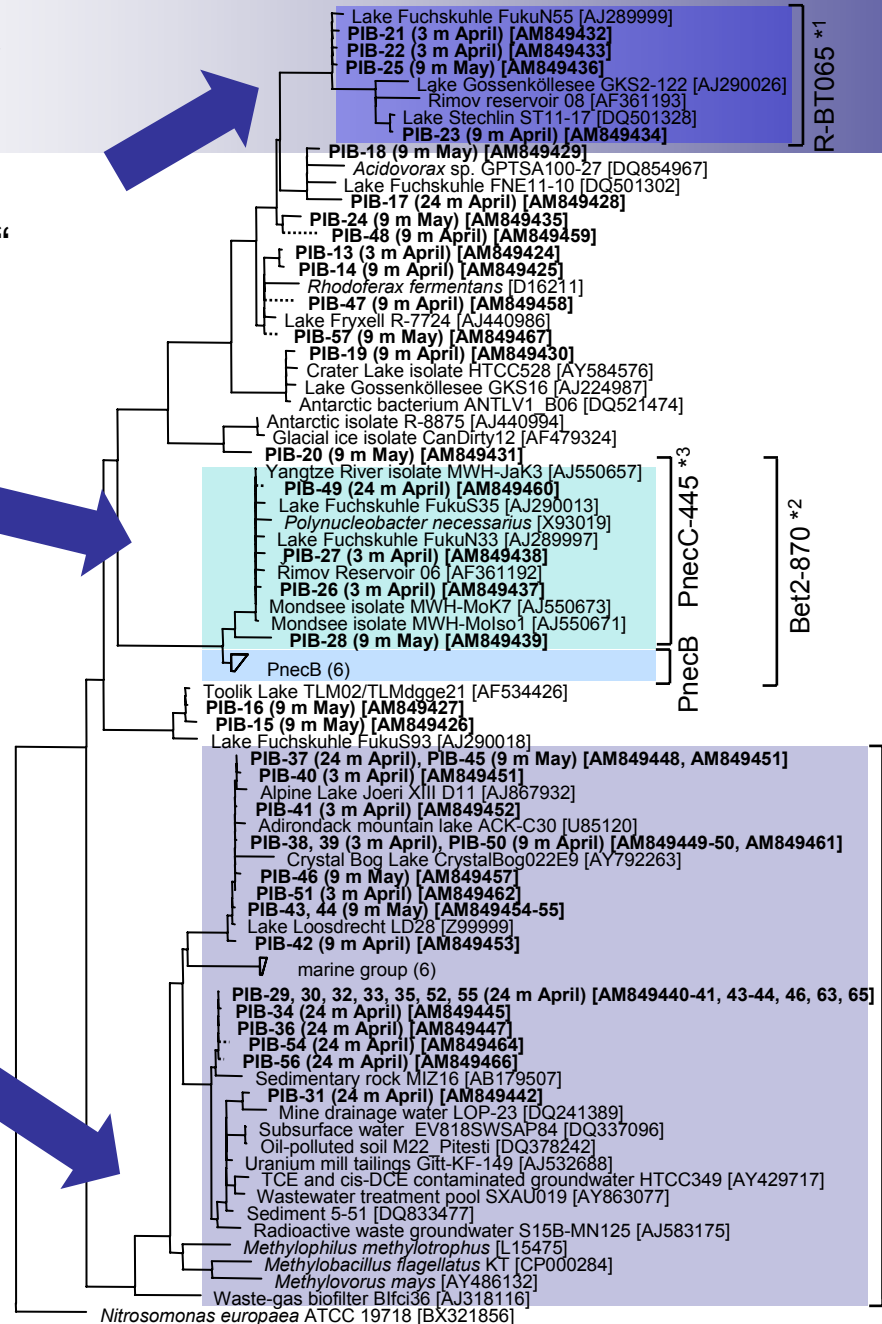 Lake Fuchskuhle FukuN55 [AJ289999]
PIB-21 (3 m April) [AM849432]
PIB-22 (3 m April) [AM849433]
PIB-25 (9 m May) [AM849436]
Lake Gossenköllesee GKS2-122 [AJ290026]
Rimov reservoir 08 [AF361193]
Lake Stechlin ST11-17 [DQ501328]
PIB-23 (9 m April) [AM849434]
R-BT065 *1
PIB-18 (9 m May) [AM849429]
Acidovorax sp. GPTSA100-27 [DQ854967]
Lake Fuchskuhle FNE11-10 [DQ501302]
PIB-17 (24 m April) [AM849428]
PIB-24 (9 m May) [AM849435]
“
PIB-48 (9 m April) [AM849459]
PIB-13 (3 m April) [AM849424]
PIB-14 (9 m April) [AM849425]
Rhodoferax fermentans [D16211]
PIB-47 (9 m April) [AM849458]
Lake Fryxell R-7724 [AJ440986]
PIB-57 (9 m May) [AM849467]
PIB-19 (9 m April) [AM849430]
Crater Lake isolate HTCC528 [AY584576]
Lake Gossenköllesee GKS16 [AJ224987]
Antarctic bacterium ANTLV1_B06 [DQ521474]
Antarctic isolate R-8875 [AJ440994]
Glacial ice isolate CanDirty12 [AF479324]
PIB-20 (9 m May) [AM849431]
Yangtze River isolate MWH-JaK3 [AJ550657]
PIB-49 (24 m April) [AM849460]
Lake Fuchskuhle FukuS35 [AJ290013]
Polynucleobacter necessarius [X93019]
Lake Fuchskuhle FukuN33 [AJ289997]
PIB-27 (3 m April) [AM849438]
Rimov Reservoir 06 [AF361192]
PIB-26 (3 m April) [AM849437]
Mondsee isolate MWH-MoK7 [AJ550673]
Mondsee isolate MWH-MoIso1 [AJ550671]
PIB-28 (9 m May) [AM849439]
PnecC-445 *3
PnecB (6)
PnecB
Bet2-870 *2
Toolik Lake TLM02/TLMdgge21 [AF534426]
PIB-16 (9 m May) [AM849427]
PIB-15 (9 m May) [AM849426]
Lake Fuchskuhle FukuS93 [AJ290018]
PIB-37 (24 m April), PIB-45 (9 m May) [AM849448, AM849451]
PIB-40 (3 m April) [AM849451]
Alpine Lake Joeri XIII D11 [AJ867932]
PIB-41 (3 m April) [AM849452]
Adirondack mountain lake ACK-C30 [U85120]
PIB-38, 39 (3 m April), PIB-50 (9 m April) [AM849449-50, AM849461]
Crystal Bog Lake CrystalBog022E9 [AY792263]
PIB-46 (9 m May) [AM849457]
PIB-51 (3 m April) [AM849462]
PIB-43, 44 (9 m May) [AM849454-55]
Lake Loosdrecht LD28 [Z99999]
PIB-42 (9 m April) [AM849453]
marine group (6)
PIB-29, 30, 32, 33, 35, 52, 55 (24 m April) [AM849440-41, 43-44, 46, 63, 65]
PIB-34 (24 m April) [AM849445]
PIB-36 (24 m April) [AM849447]
PIB-54 (24 m April) [AM849464]
PIB-56 (24 m April) [AM849466]
Sedimentary rock MIZ16 [AB179507]
PIB-31 (24 m April) [AM849442]
Mine drainage water LOP-23 [DQ241389]
Subsurface water EV818SWSAP84 [DQ337096]
Oil-polluted soil M22_Pitesti [DQ378242]
Uranium mill tailings Gitt-KF-149 [AJ532688]
TCE and cis-DCE contaminated groundwater HTCC349 [AY429717]
Wastewater treatment pool SXAU019 [AY863077]
Sediment 5-51 [DQ833477]
Radioactive waste groundwater S15B-MN125 [AJ583175]
Methylophilus methylotrophus [L15475]
Methylobacillus flagellatus KT [CP000284]
Methylovorus mays [AY486132]
Waste-gas biofilter BIfci36 [AJ318116]
Nitrosomonas europaea ATCC 19718 [BX321856]